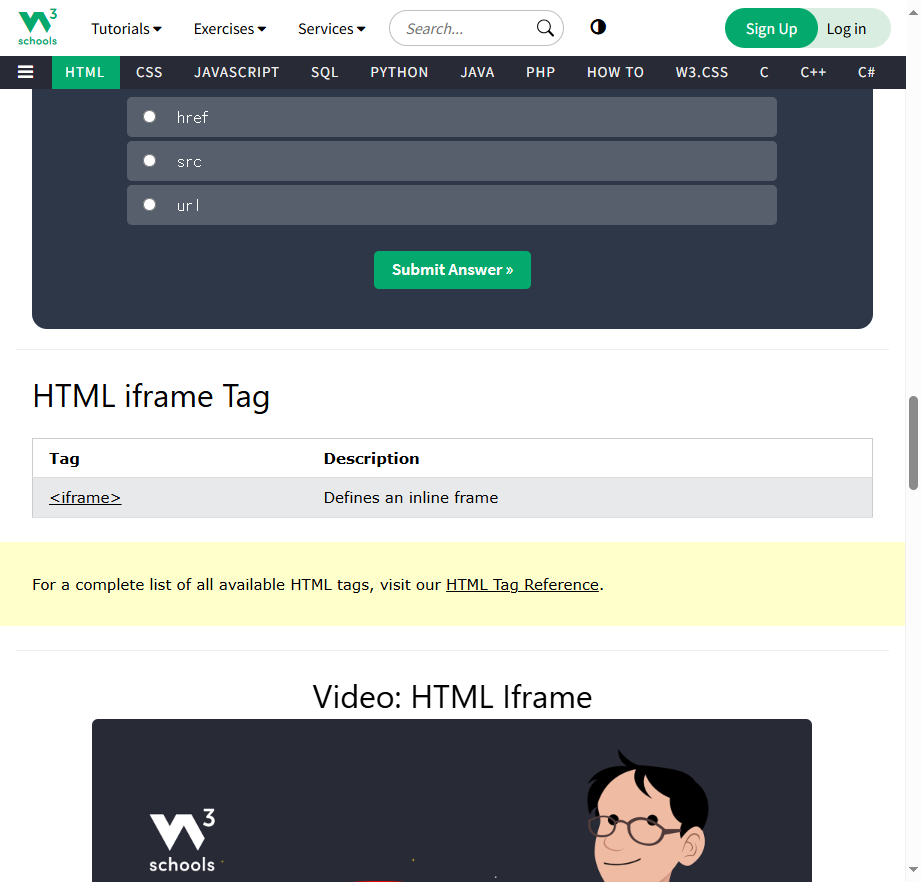 3
schools
Tutorials
Exercises
Services
Search...
Sign Up
Log in
HTML
CSS
JAVASCRIPT
SQL
PYTHON
JAVA
PHP
HOW TO
W3.CSS
C
C++
C#
href
src
url
Submit Answer »
HTML iframe Tag
Tag Description
<iframe> Defines an inline frame
For a complete list of all available HTML tags, visit our HTML Tag Reference.
Video: HTML Iframe
W3
schools